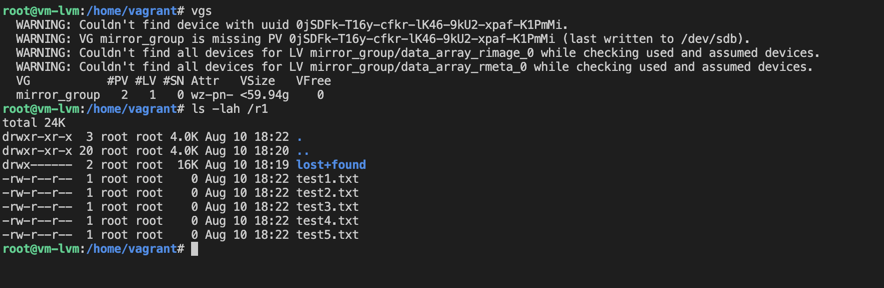 root@vm-lvm:/home/vagrant# vgs
  WARNING: Couldn't find device with uuid 0jSDFk-T16y-cfkr-lK46-9kU2-xpaf-K1PmMi.
  WARNING: VG mirror_group is missing PV 0jSDFk-T16y-cfkr-lK46-9kU2-xpaf-K1PmMi (last written to /dev/sdb).
  WARNING: Couldn't find all devices for LV mirror_group/data_array_rimage_0 while checking used and assumed devices.
  WARNING: Couldn't find all devices for LV mirror_group/data_array_rmeta_0 while checking used and assumed devices.
  VG           #PV #LV #SN Attr   VSize   VFree
  mirror_group   2   1   0 wz-pn- <59.94g    0
root@vm-lvm:/home/vagrant# ls -lah /r1
total 24K
drwxr-xr-x  3 root root 4.0K Aug 10 18:22 .
drwxr-xr-x 20 root root 4.0K Aug 10 18:20 ..
drwx------  2 root root  16K Aug 10 18:19 lost+found
-rw-r--r--  1 root root    0 Aug 10 18:22 test1.txt
-rw-r--r--  1 root root    0 Aug 10 18:22 test2.txt
-rw-r--r--  1 root root    0 Aug 10 18:22 test3.txt
-rw-r--r--  1 root root    0 Aug 10 18:22 test4.txt
-rw-r--r--  1 root root    0 Aug 10 18:22 test5.txt
root@vm-lvm:/home/vagrant#